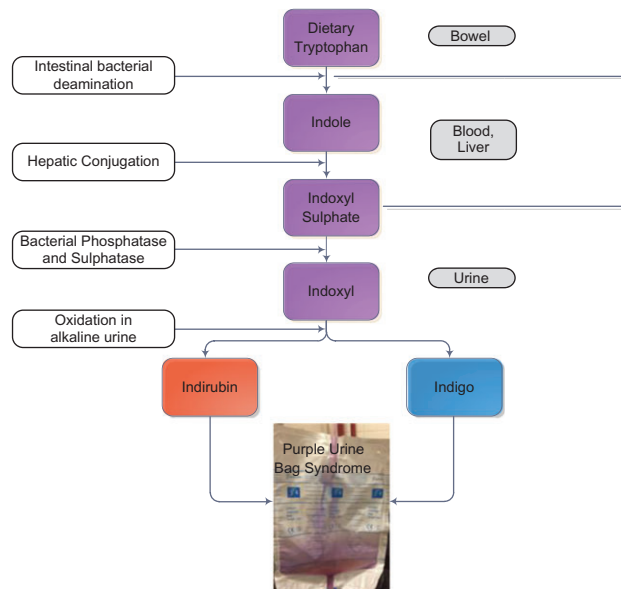 Dietary
Tryptophan
Bowel
Intestinal bacterial
deamination
Indole
Blood,
Liver
Hepatic Conjugation
Indoxyl
Sulphate
Bacterial Phosphatase
and Sulphatase
Urine
Indoxyl
Oxidation in
alkaline urine
Indirubin
Indigo
Purple Urine
Bag Syndrome